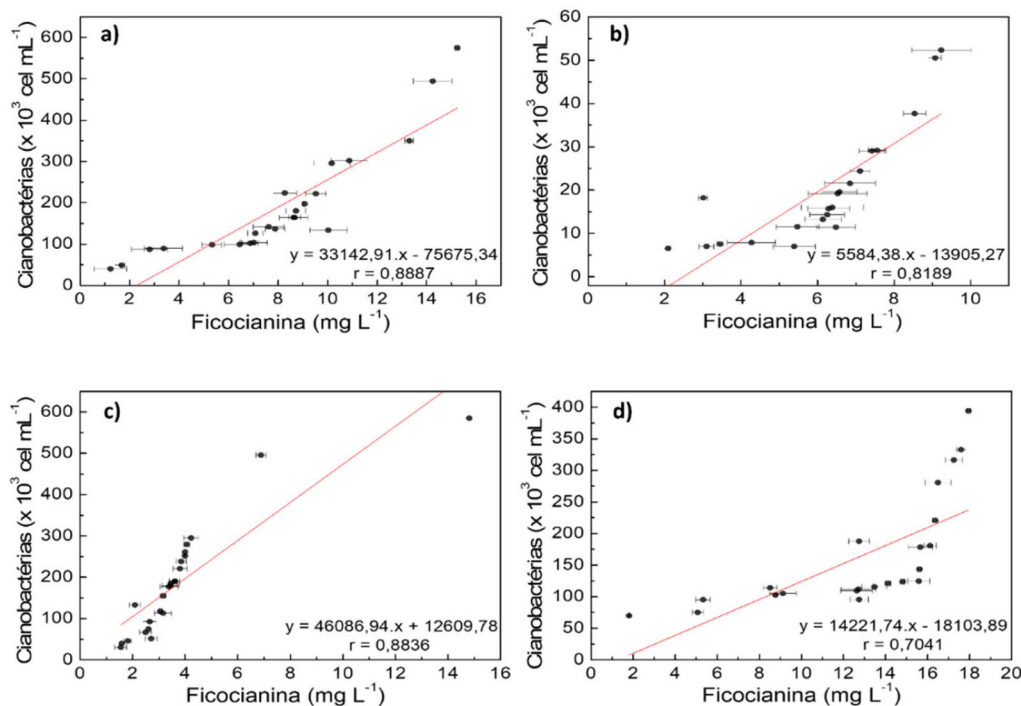 a)
Cianobactérias (x 10³ cel mL⁻¹)
600
500
400
300
200
100
0
y = 33142,91.x - 75675,34
r = 0,8887
0 2 4 6 8 10 12 14 16
Ficocianina (mg L⁻¹)
b)
Cianobactérias (x 10³ cel mL⁻¹)
60
50
40
30
20
10
0
y = 5584,38.x - 13905,27
r = 0,8189
0 2 4 6 8 10
Ficocianina (mg L⁻¹)
c)
Cianobactérias (x 10³ cel mL⁻¹)
600
500
400
300
200
100
0
y = 46086,94.x + 12609,78
r = 0,8836
0 2 4 6 8 10 12 14 16
Ficocianina (mg L⁻¹)
d)
Cianobactérias (x 10³ cel mL⁻¹)
400
350
300
250
200
150
100
50
0
y = 14221,74.x - 18103,89
r = 0,7041
0 2 4 6 8 10 12 14 16 18 20
Ficocianina (mg L⁻¹)